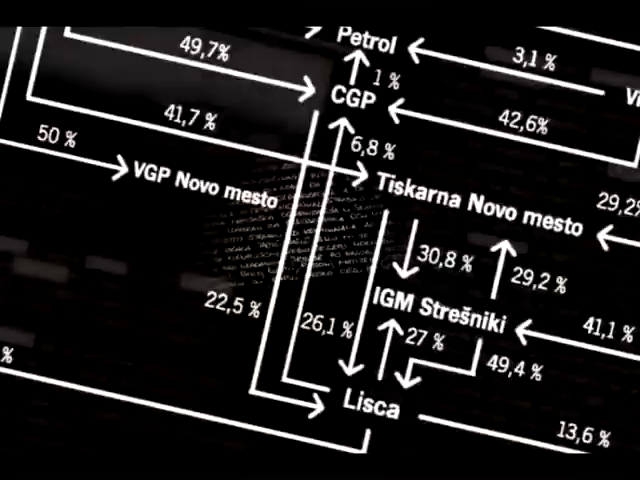 Petrol
49,7%
3,1 %
1 %
CGP
41,7 %
42,6%
50 %
6,8 %
VGP Novo mesto
Tiskarna Novo mesto
30,8 %
29,2 %
22,5 %
26,1 %
IGM Strešniki
27 %
41,1 %
49,4 %
%
Lisca
13,6 %